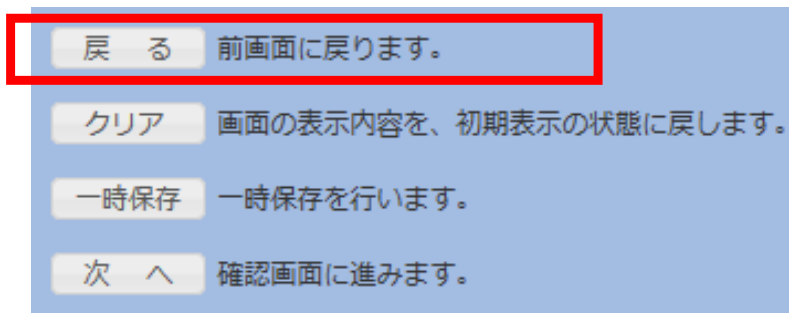 戻　る 前画面に戻ります。
クリア 画面の表示内容を、初期表示の状態に戻します。
一時保存 一時保存を行います。
次　へ 確認画面に進みます。